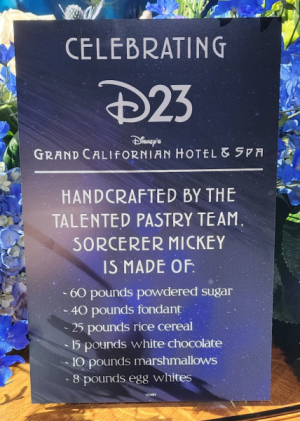 CELEBRATING
D23
Disney's
GRAND CALIFORNIAN HOTEL & SPA
HANDCRAFTED BY THE
TALENTED PASTRY TEAM,
SORCERER MICKEY
IS MADE OF:
- 60 pounds powdered sugar
- 40 pounds fondant
- 25 pounds rice cereal
- 15 pounds white chocolate
- 10 pounds marshmallows
- 8 pounds egg whites